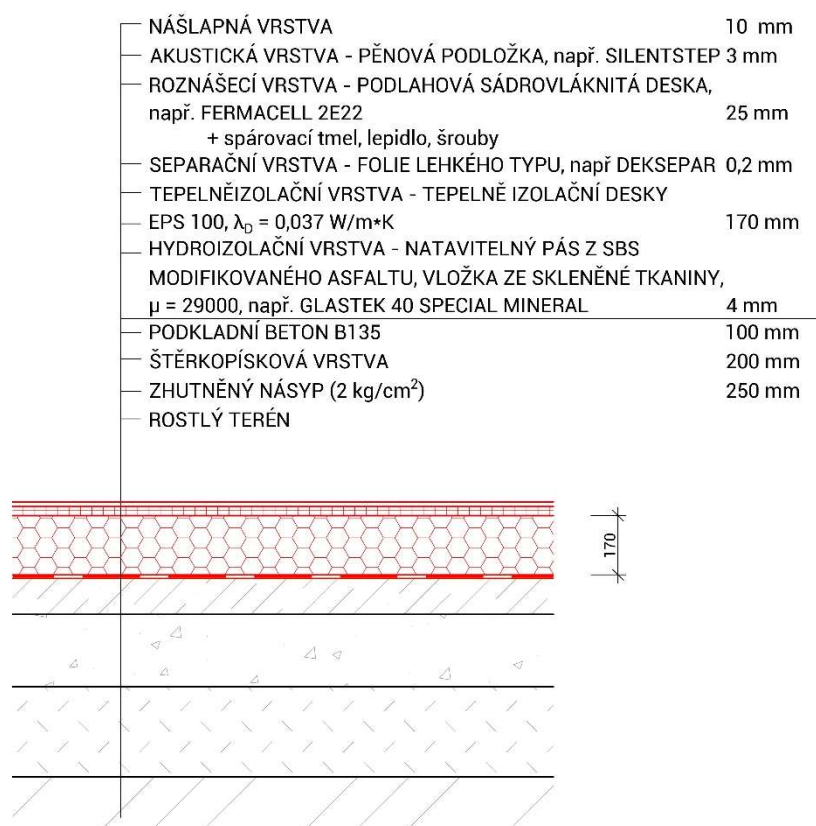 NÁŠLAPNÁ VRSTVA 10 mm
AKUSTICKÁ VRSTVA - PĚNOVÁ PODLOŽKA, např. SILENTSTEP 3 mm
ROZNÁŠECÍ VRSTVA - PODLAHOVÁ SÁDROVLÁKNITÁ DESKA,
např. FERMACELL 2E22 25 mm
+ spárovací tmel, lepidlo, šrouby
SEPARAČNÍ VRSTVA - FOLIE LEHKÉHO TYPU, např DEKSEPAR 0,2 mm
TEPELNĚIZOLAČNÍ VRSTVA - TEPELNĚ IZOLAČNÍ DESKY
EPS 100, λD = 0,037 W/m*K 170 mm
HYDROIZOLAČNÍ VRSTVA - NATAVITELNÝ PÁS Z SBS
MODIFIKOVANÉHO ASFALTU, VLOŽKA ZE SKLENĚNÉ TKANINY,
μ = 29000, např. GLASTEK 40 SPECIAL MINERAL 4 mm
PODKLADNÍ BETON B135 100 mm
ŠTĚRKOPÍSKOVÁ VRSTVA 200 mm
ZHUTNĚNÝ NÁSYP (2 kg/cm²) 250 mm
ROSTLÝ TERÉN
170